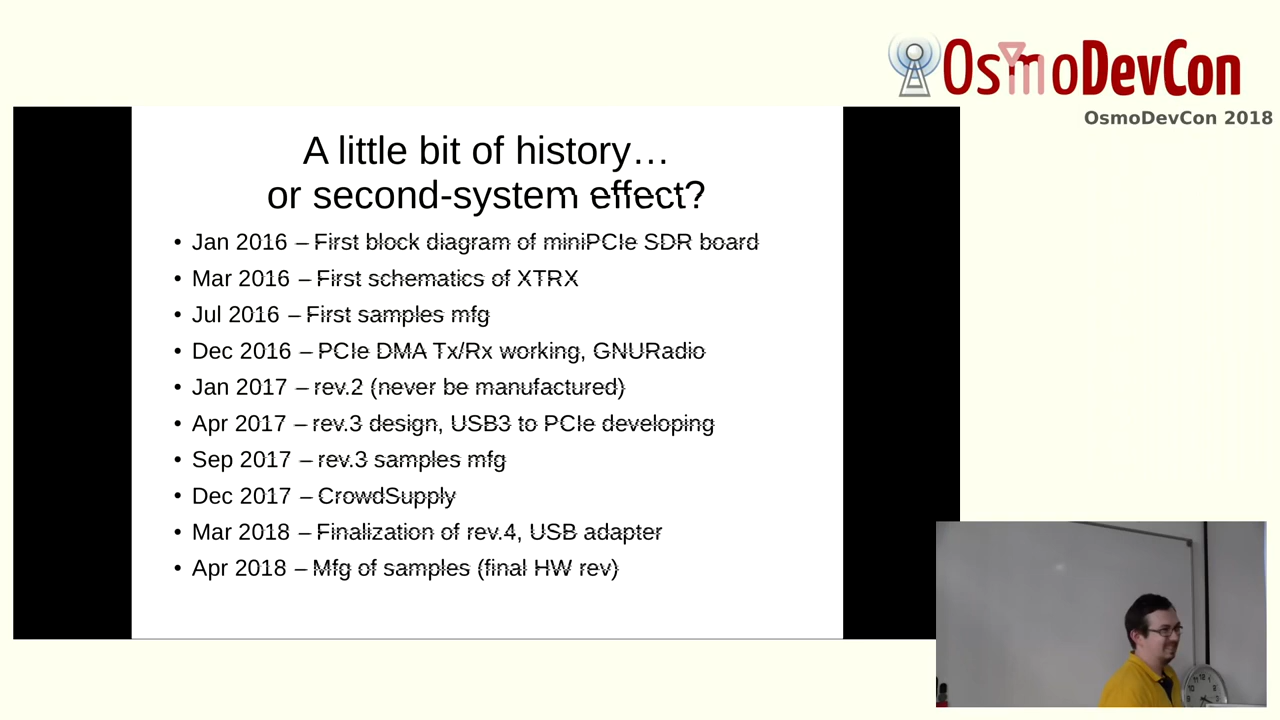 OsmoDevCon
OsmoDevCon 2018
A little bit of history…
or second-system effect?
• Jan 2016 – First block diagram of miniPCIe SDR board
• Mar 2016 – First schematics of XTRX
• Jul 2016 – First samples mfg
• Dec 2016 – PCIe DMA Tx/Rx working, GNURadio
• Jan 2017 – rev.2 (never be manufactured)
• Apr 2017 – rev.3 design, USB3 to PCIe developing
• Sep 2017 – rev.3 samples mfg
• Dec 2017 – CrowdSupply
• Mar 2018 – Finalization of rev.4, USB adapter
• Apr 2018 – Mfg of samples (final HW rev)